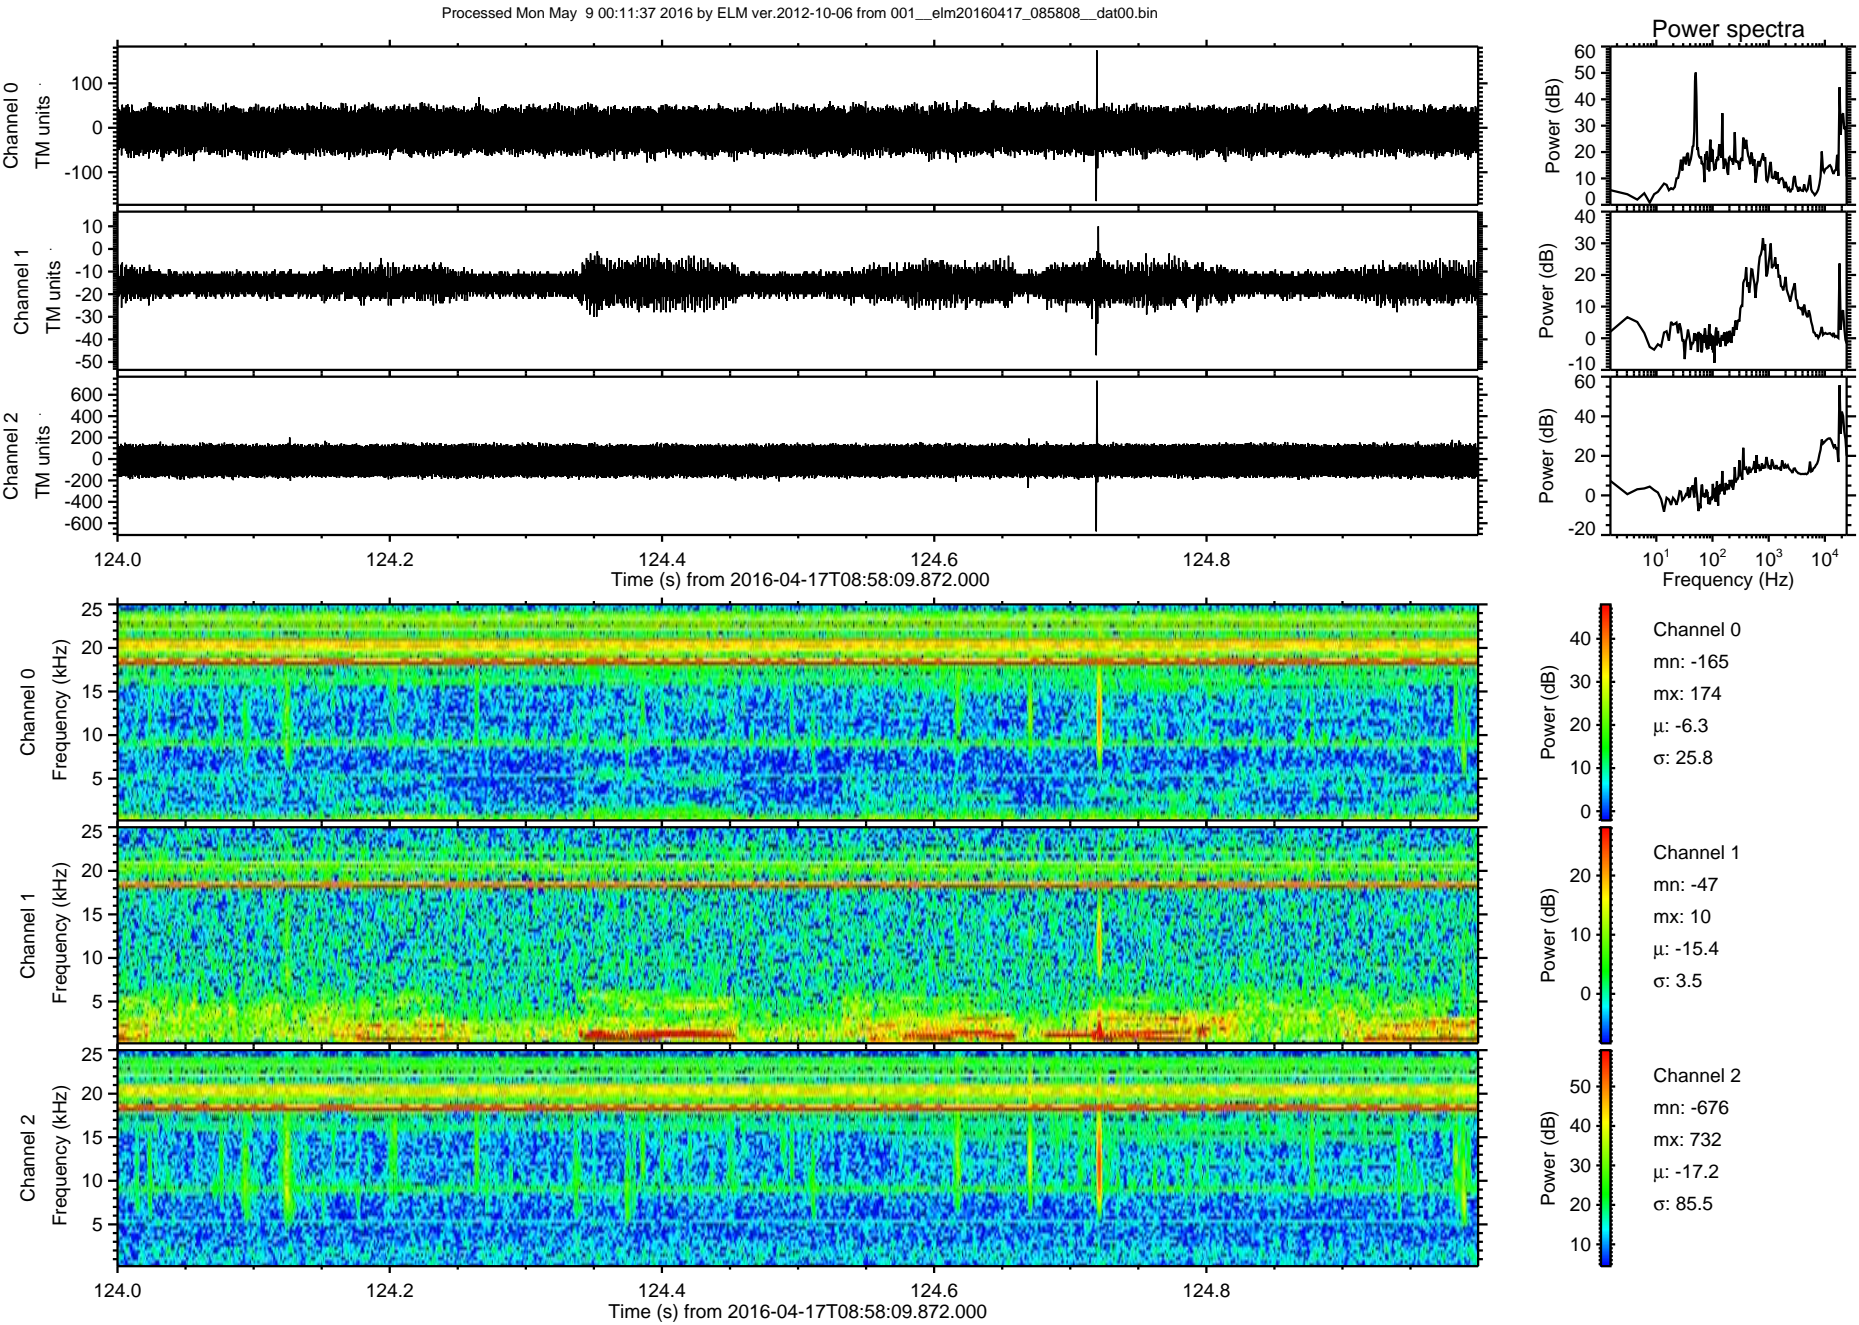 Processed Mon May  9 00:11:37 2016 by ELM ver.2012-10-06 from 001__elm20160417_085808__dat00.bin
Power spectra
Channel 0
TM units
100
0
-100
Power (dB)
60
50
40
30
20
10
0
Channel 1
TM units
10
0
-10
-20
-30
-40
-50
Power (dB)
40
30
20
10
0
-10
Channel 2
TM units
600
400
200
0
-200
-400
-600
Power (dB)
60
40
20
0
-20
124.0 124.2 124.4 124.6 124.8
Time (s) from 2016-04-17T08:58:09.872.000
10¹ 10² 10³ 10⁴
Frequency (Hz)
Channel 0
Frequency (kHz)
25
20
15
10
5
Power (dB)
40
30
20
10
0
Channel 0
mn: -165
mx: 174
μ: -6.3
σ: 25.8
Channel 1
Frequency (kHz)
25
20
15
10
5
Power (dB)
20
10
0
Channel 1
mn: -47
mx: 10
μ: -15.4
σ: 3.5
Channel 2
Frequency (kHz)
25
20
15
10
5
Power (dB)
50
40
30
20
10
Channel 2
mn: -676
mx: 732
μ: -17.2
σ: 85.5
124.0 124.2 124.4 124.6 124.8
Time (s) from 2016-04-17T08:58:09.872.000